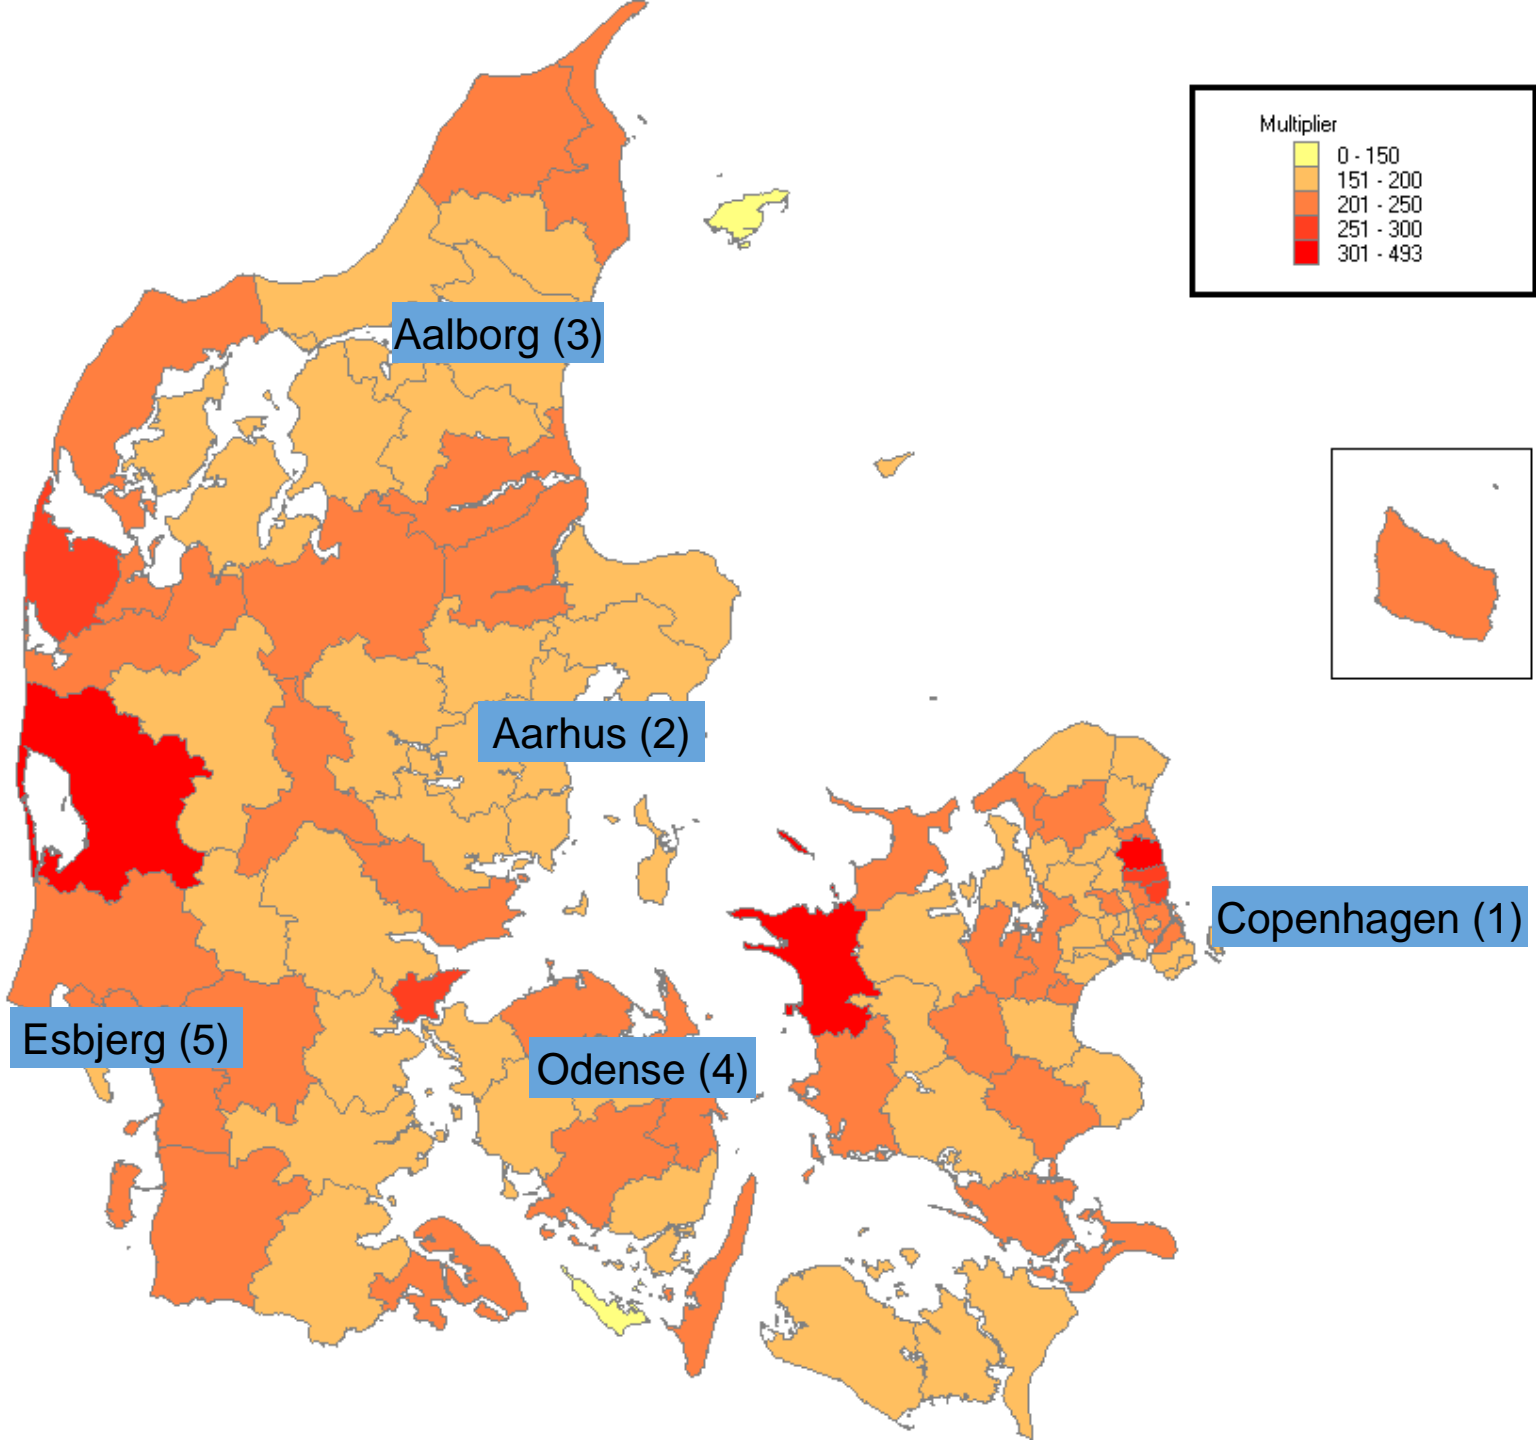 Multiplier
0 - 150
151 - 200
201 - 250
251 - 300
301 - 493
Aalborg (3)
Aarhus (2)
Copenhagen (1)
Esbjerg (5)
Odense (4)